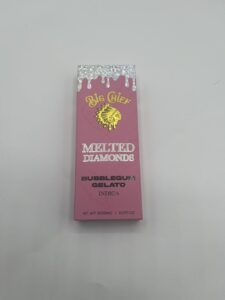 BIG CHIEF
MELTED
DIAMONDS
BUBBLEGUM
GELATO
INDICA